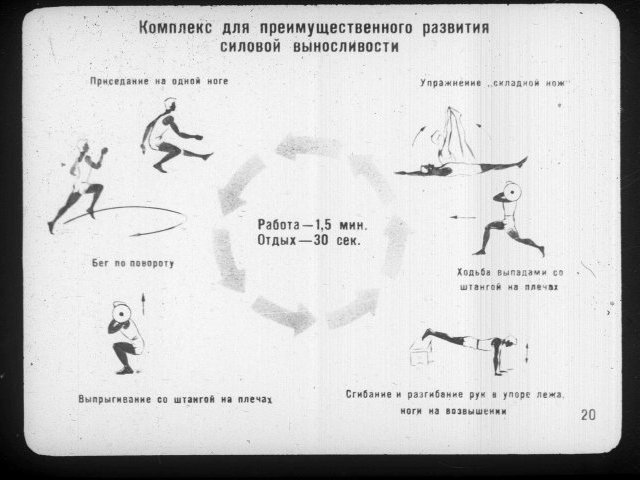 Комплекс для преимущественного развития
силовой выносливости
Приседание на одной ноге
Упражнение „складной нож"
Работа—1,5 мин.
Отдых—30 сек.
Бег по повороту
Ходьба выпадами со
штангой на плечах
Выпрыгивание со штангой на плечах
Сгибание и разгибание рук в упоре лежа,
ноги на возвышении
20